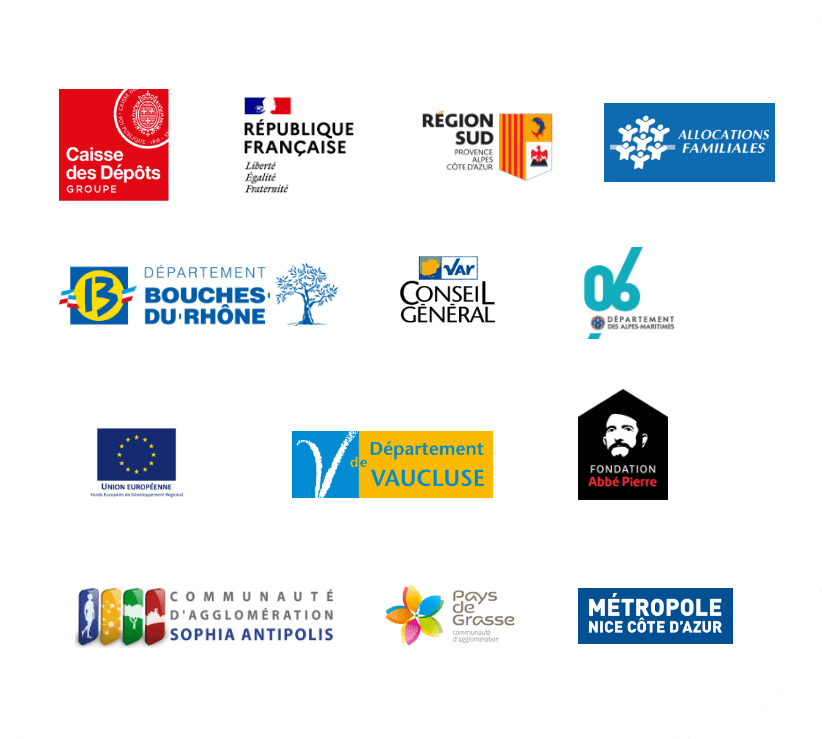 Caisse
des Dépôts
GROUPE
RÉPUBLIQUE
FRANÇAISE
Liberté
Égalité
Fraternité
RÉGION
SUD
PROVENCE
ALPES
CÔTE D'AZUR
ALLOCATIONS
FAMILIALES
13
DÉPARTEMENT
BOUCHES-
DU-RHÔNE
Var
CONSEIL
GÉNÉRAL
06
DÉPARTEMENT
DES ALPES-MARITIMES
UNION EUROPÉENNE
Fonds Européen de Développement Régional
Département
de VAUCLUSE
FONDATION
Abbé Pierre
COMMUNAUTÉ
D'AGGLOMÉRATION
SOPHIA ANTIPOLIS
Pays
de
Grasse
communauté
d'agglomération
MÉTROPOLE
NICE CÔTE D'AZUR